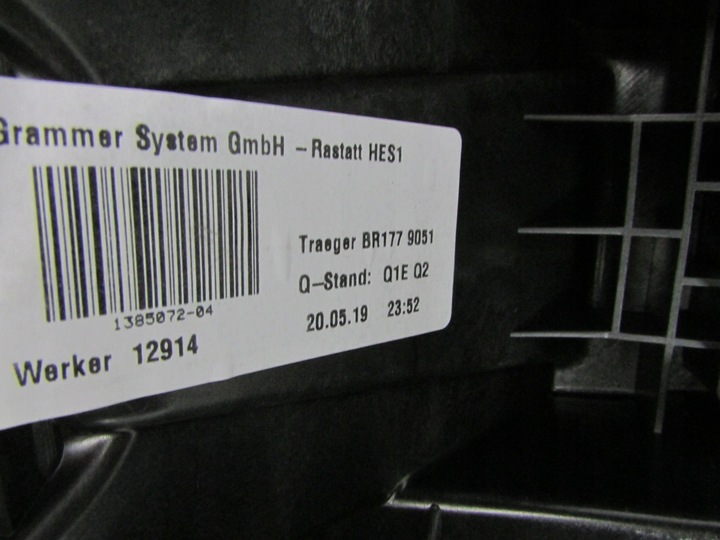 Grammer System GmbH - Rastatt HES1
1385072-04
Traeger BR177 9051
Q-Stand: Q1E Q2
20.05.19 23:52
Werker 12914